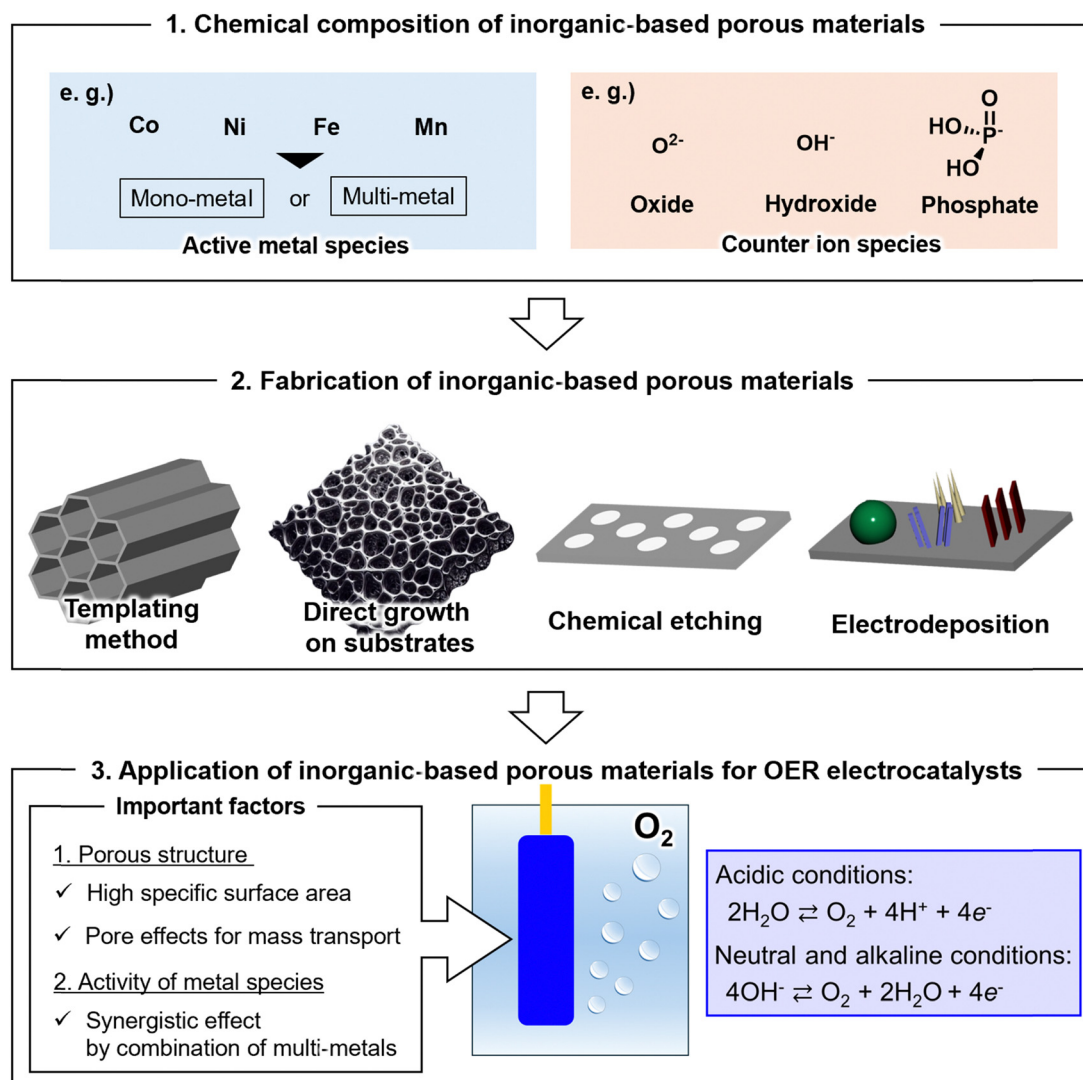 1. Chemical composition of inorganic-based porous materials
e. g.)
Co Ni Fe Mn
Mono-metal or Multi-metal
Active metal species
e. g.)
O²⁻ OH⁻
O
HO P-
HO
Oxide Hydroxide Phosphate
Counter ion species
2. Fabrication of inorganic-based porous materials
Templating
method
Direct growth
on substrates
Chemical etching
Electrodeposition
3. Application of inorganic-based porous materials for OER electrocatalysts
Important factors
1. Porous structure
✓ High specific surface area
✓ Pore effects for mass transport
2. Activity of metal species
✓ Synergistic effect
by combination of multi-metals
O₂
Acidic conditions:
2H₂O ⇄ O₂ + 4H⁺ + 4e⁻
Neutral and alkaline conditions:
4OH⁻ ⇄ O₂ + 2H₂O + 4e⁻